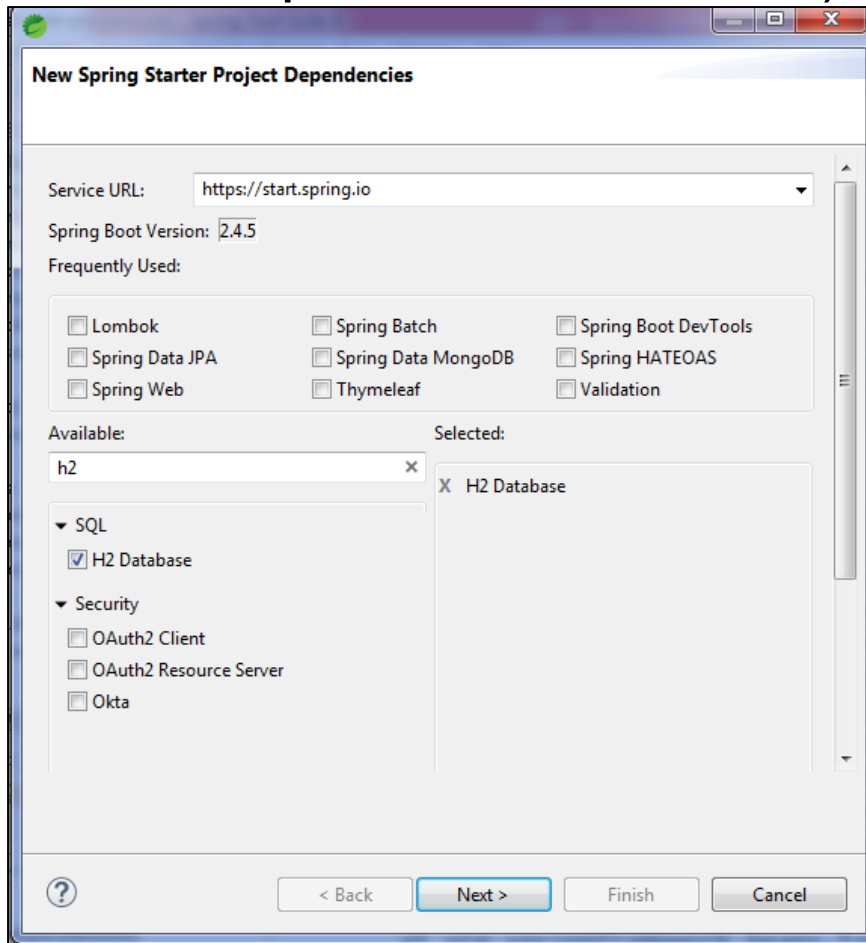 New Spring Starter Project Dependencies
Service URL: https://start.spring.io
Spring Boot Version: 2.4.5
Frequently Used:
Lombok Spring Batch Spring Boot DevTools
Spring Data JPA Spring Data MongoDB Spring HATEOAS
Spring Web Thymeleaf Validation
Available: Selected:
h2
X H2 Database
SQL
H2 Database
Security
OAuth2 Client
OAuth2 Resource Server
Okta
< Back Next > Finish Cancel